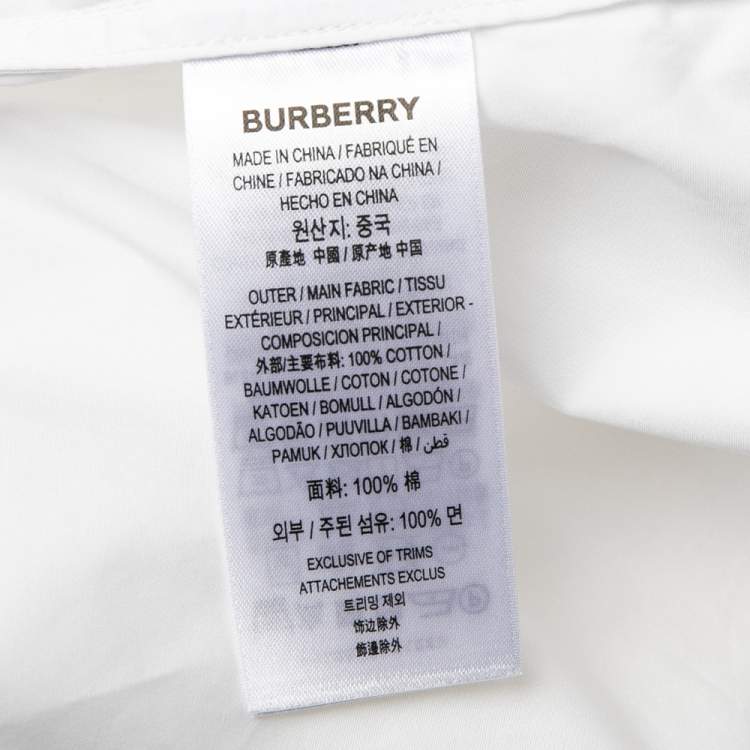 BURBERRY
MADE IN CHINA / FABRIQUÉ EN
CHINE / FABRICADO NA CHINA /
HECHO EN CHINA
원산지: 중국
原產地 中國 / 原产地 中国
OUTER / MAIN FABRIC / TISSU
EXTÉRIEUR / PRINCIPAL / EXTERIOR -
COMPOSICION PRINCIPAL /
外部/主要布料: 100% COTTON /
BAUMWOLLE / COTON / COTONE /
KATOEN / BOMULL / ALGODÓN /
ALGODÃO / PUUVILLA / BAMBAKI /
PAMUK / ХЛОПОК / 棉 / قطن
面料: 100% 棉
외부 / 주된 섬유: 100% 면
EXCLUSIVE OF TRIMS
ATTACHEMENTS EXCLUS
트리밍 제외
饰边除外
飾邊除外